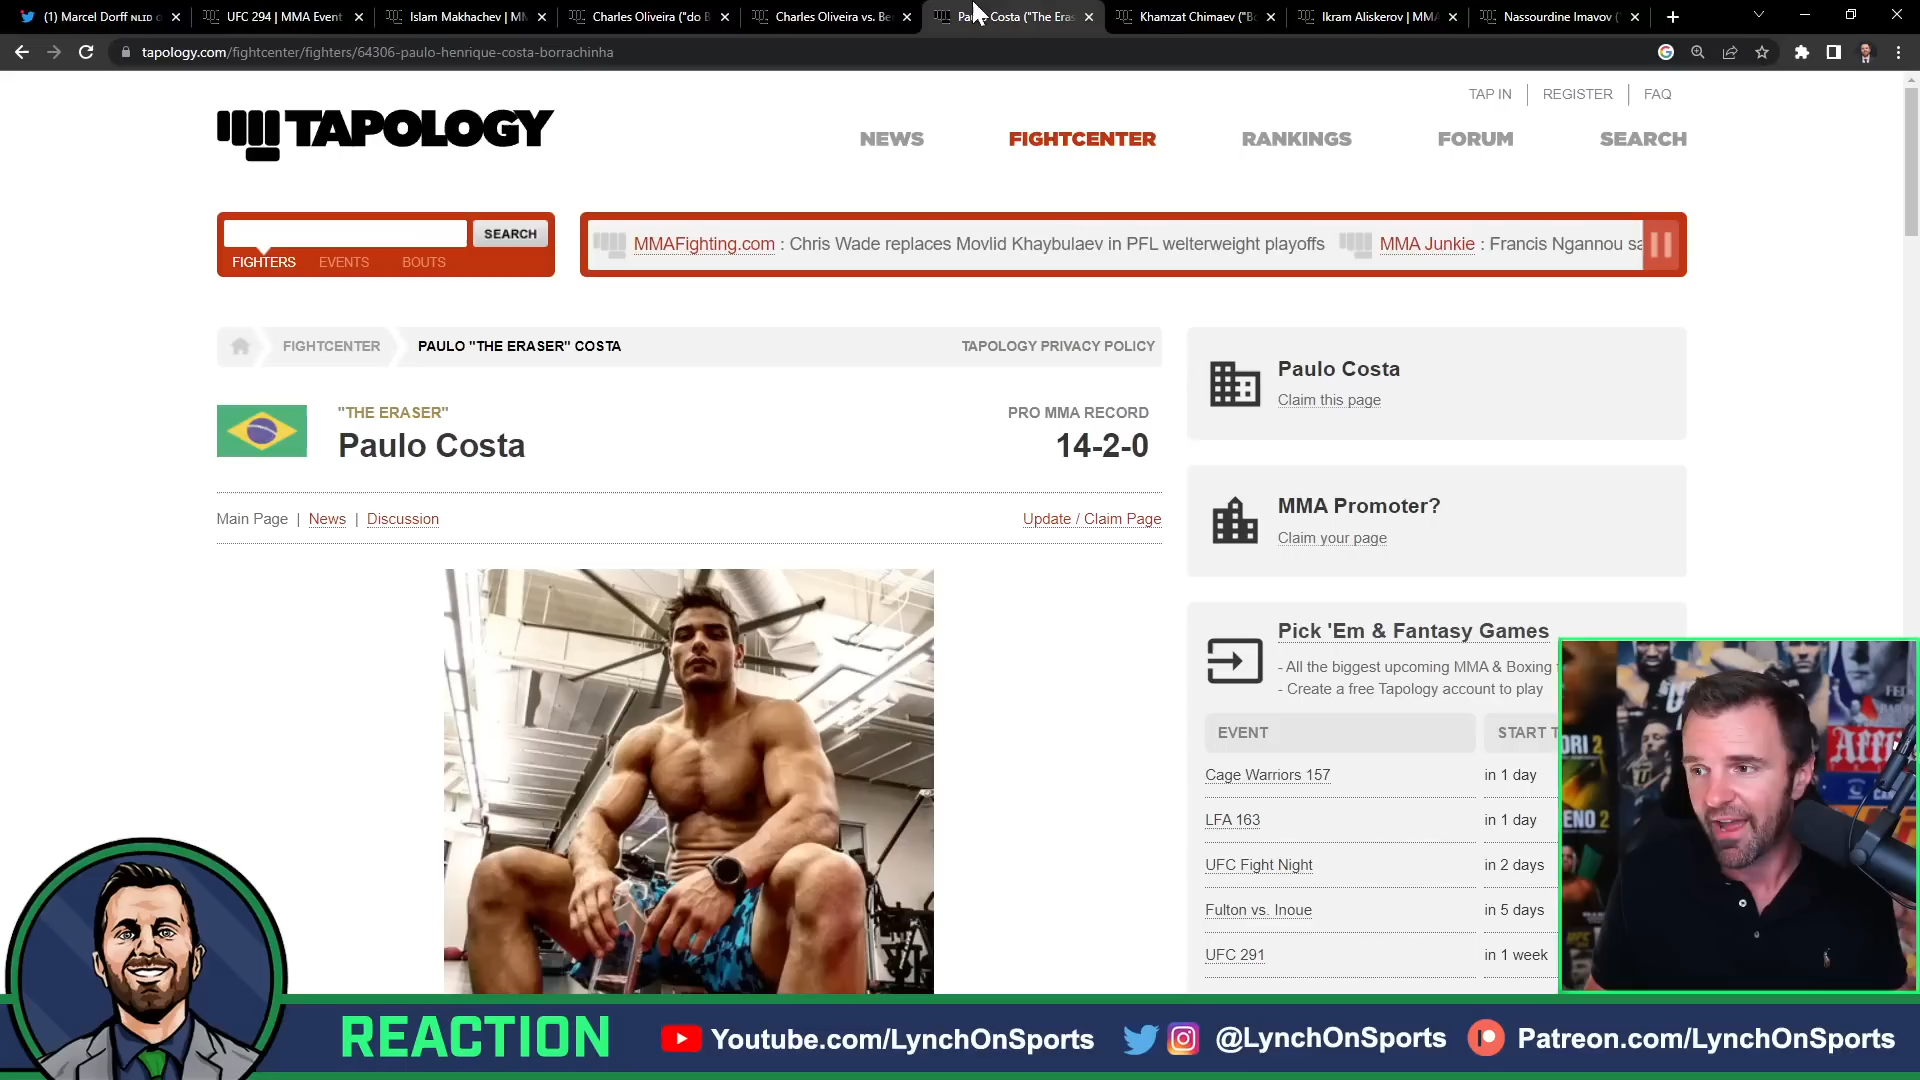 (1) Marcel Dorff ɴʟɪᴅ
UFC 294 | MMA Event
Islam Makhachev | M
Charles Oliveira ("do B
Charles Oliveira vs. Be
Costa ("The Eras
Khamzat Chimaev ("Bo
Ikram Aliskerov | MMA
Nassourdine Imavov (
tapology.com/fightcenter/fighters/64306-paulo-henrique-costa-borrachinha
TAP IN | REGISTER | FAQ
TAPOLOGY
NEWS FIGHTCENTER RANKINGS FORUM SEARCH
SEARCH
FIGHTERS EVENTS BOUTS
MMAFighting.com : Chris Wade replaces Movlid Khaybulaev in PFL welterweight playoffs
MMA Junkie : Francis Ngannou sa
FIGHTCENTER PAULO "THE ERASER" COSTA TAPOLOGY PRIVACY POLICY
"THE ERASER"
Paulo Costa
PRO MMA RECORD
14-2-0
Main Page | News | Discussion
Update / Claim Page
Paulo Costa
Claim this page
MMA Promoter?
Claim your page
Pick 'Em & Fantasy Games
- All the biggest upcoming MMA & Boxing
- Create a free Tapology account to play
EVENT START T
Cage Warriors 157 in 1 day
LFA 163 in 1 day
UFC Fight Night in 2 days
Fulton vs. Inoue in 5 days
UFC 291 in 1 week
ORI 2
ENO 2
REACTION
Youtube.com/LynchOnSports
@LynchOnSports
Patreon.com/LynchOnSports